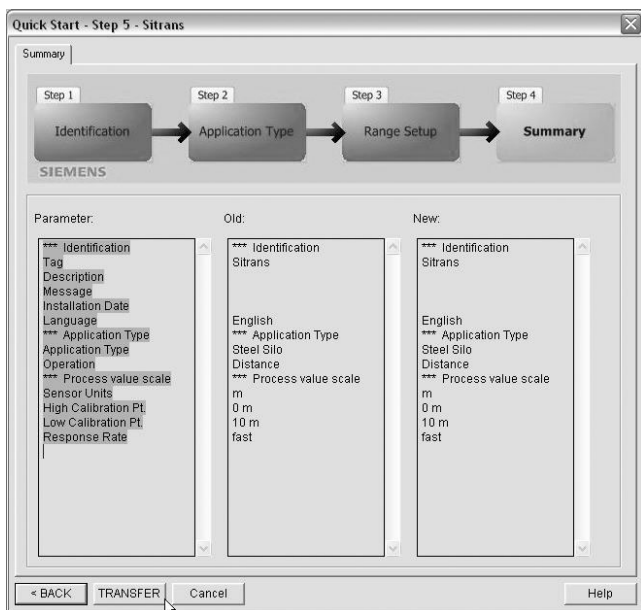 Quick Start - Step 5 - Sitrans
Summary
Step 1
Step 2
Step 3
Step 4
Identification
Application Type
Range Setup
Summary
SIEMENS
Parameter:
Old:
New:
*** Identification
Tag
Description
Message
Installation Date
Language
*** Application Type
Application Type
Operation
*** Process value scale
Sensor Units
High Calibration Pt.
Low Calibration Pt.
Response Rate
*** Identification
Sitrans
English
*** Application Type
Steel Silo
Distance
*** Process value scale
m
0 m
10 m
fast
*** Identification
Sitrans
English
*** Application Type
Steel Silo
Distance
*** Process value scale
m
0 m
10 m
fast
< BACK
TRANSFER
Cancel
Help